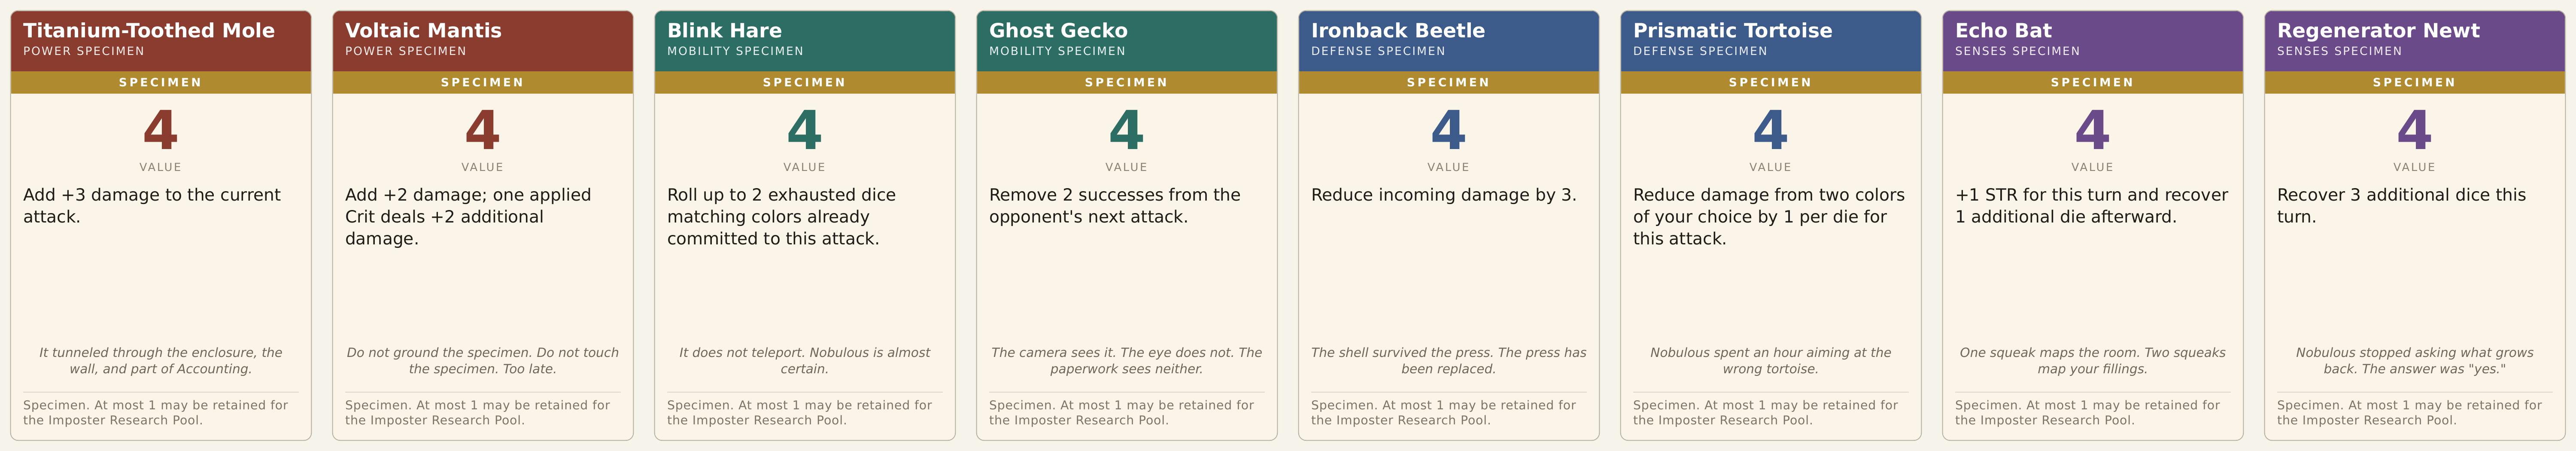 Titanium-Toothed Mole
POWER SPECIMEN
SPECIMEN
4
VALUE
Add +3 damage to the current
attack.
It tunneled through the enclosure, the
wall, and part of Accounting.
Specimen. At most 1 may be retained for
the Imposter Research Pool.
Voltaic Mantis
POWER SPECIMEN
SPECIMEN
4
VALUE
Add +2 damage; one applied
Crit deals +2 additional
damage.
Do not ground the specimen. Do not touch
the specimen. Too late.
Specimen. At most 1 may be retained for
the Imposter Research Pool.
Blink Hare
MOBILITY SPECIMEN
SPECIMEN
4
VALUE
Roll up to 2 exhausted dice
matching colors already
committed to this attack.
It does not teleport. Nobulous is almost
certain.
Specimen. At most 1 may be retained for
the Imposter Research Pool.
Ghost Gecko
MOBILITY SPECIMEN
SPECIMEN
4
VALUE
Remove 2 successes from the
opponent's next attack.
The camera sees it. The eye does not. The
paperwork sees neither.
Specimen. At most 1 may be retained for
the Imposter Research Pool.
Ironback Beetle
DEFENSE SPECIMEN
SPECIMEN
4
VALUE
Reduce incoming damage by 3.
The shell survived the press. The press has
been replaced.
Specimen. At most 1 may be retained for
the Imposter Research Pool.
Prismatic Tortoise
DEFENSE SPECIMEN
SPECIMEN
4
VALUE
Reduce damage from two colors
of your choice by 1 per die for
this attack.
Nobulous spent an hour aiming at the
wrong tortoise.
Specimen. At most 1 may be retained for
the Imposter Research Pool.
Echo Bat
SENSES SPECIMEN
SPECIMEN
4
VALUE
+1 STR for this turn and recover
1 additional die afterward.
One squeak maps the room. Two squeaks
map your fillings.
Specimen. At most 1 may be retained for
the Imposter Research Pool.
Regenerator Newt
SENSES SPECIMEN
SPECIMEN
4
VALUE
Recover 3 additional dice this
turn.
Nobulous stopped asking what grows
back. The answer was "yes."
Specimen. At most 1 may be retained for
the Imposter Research Pool.